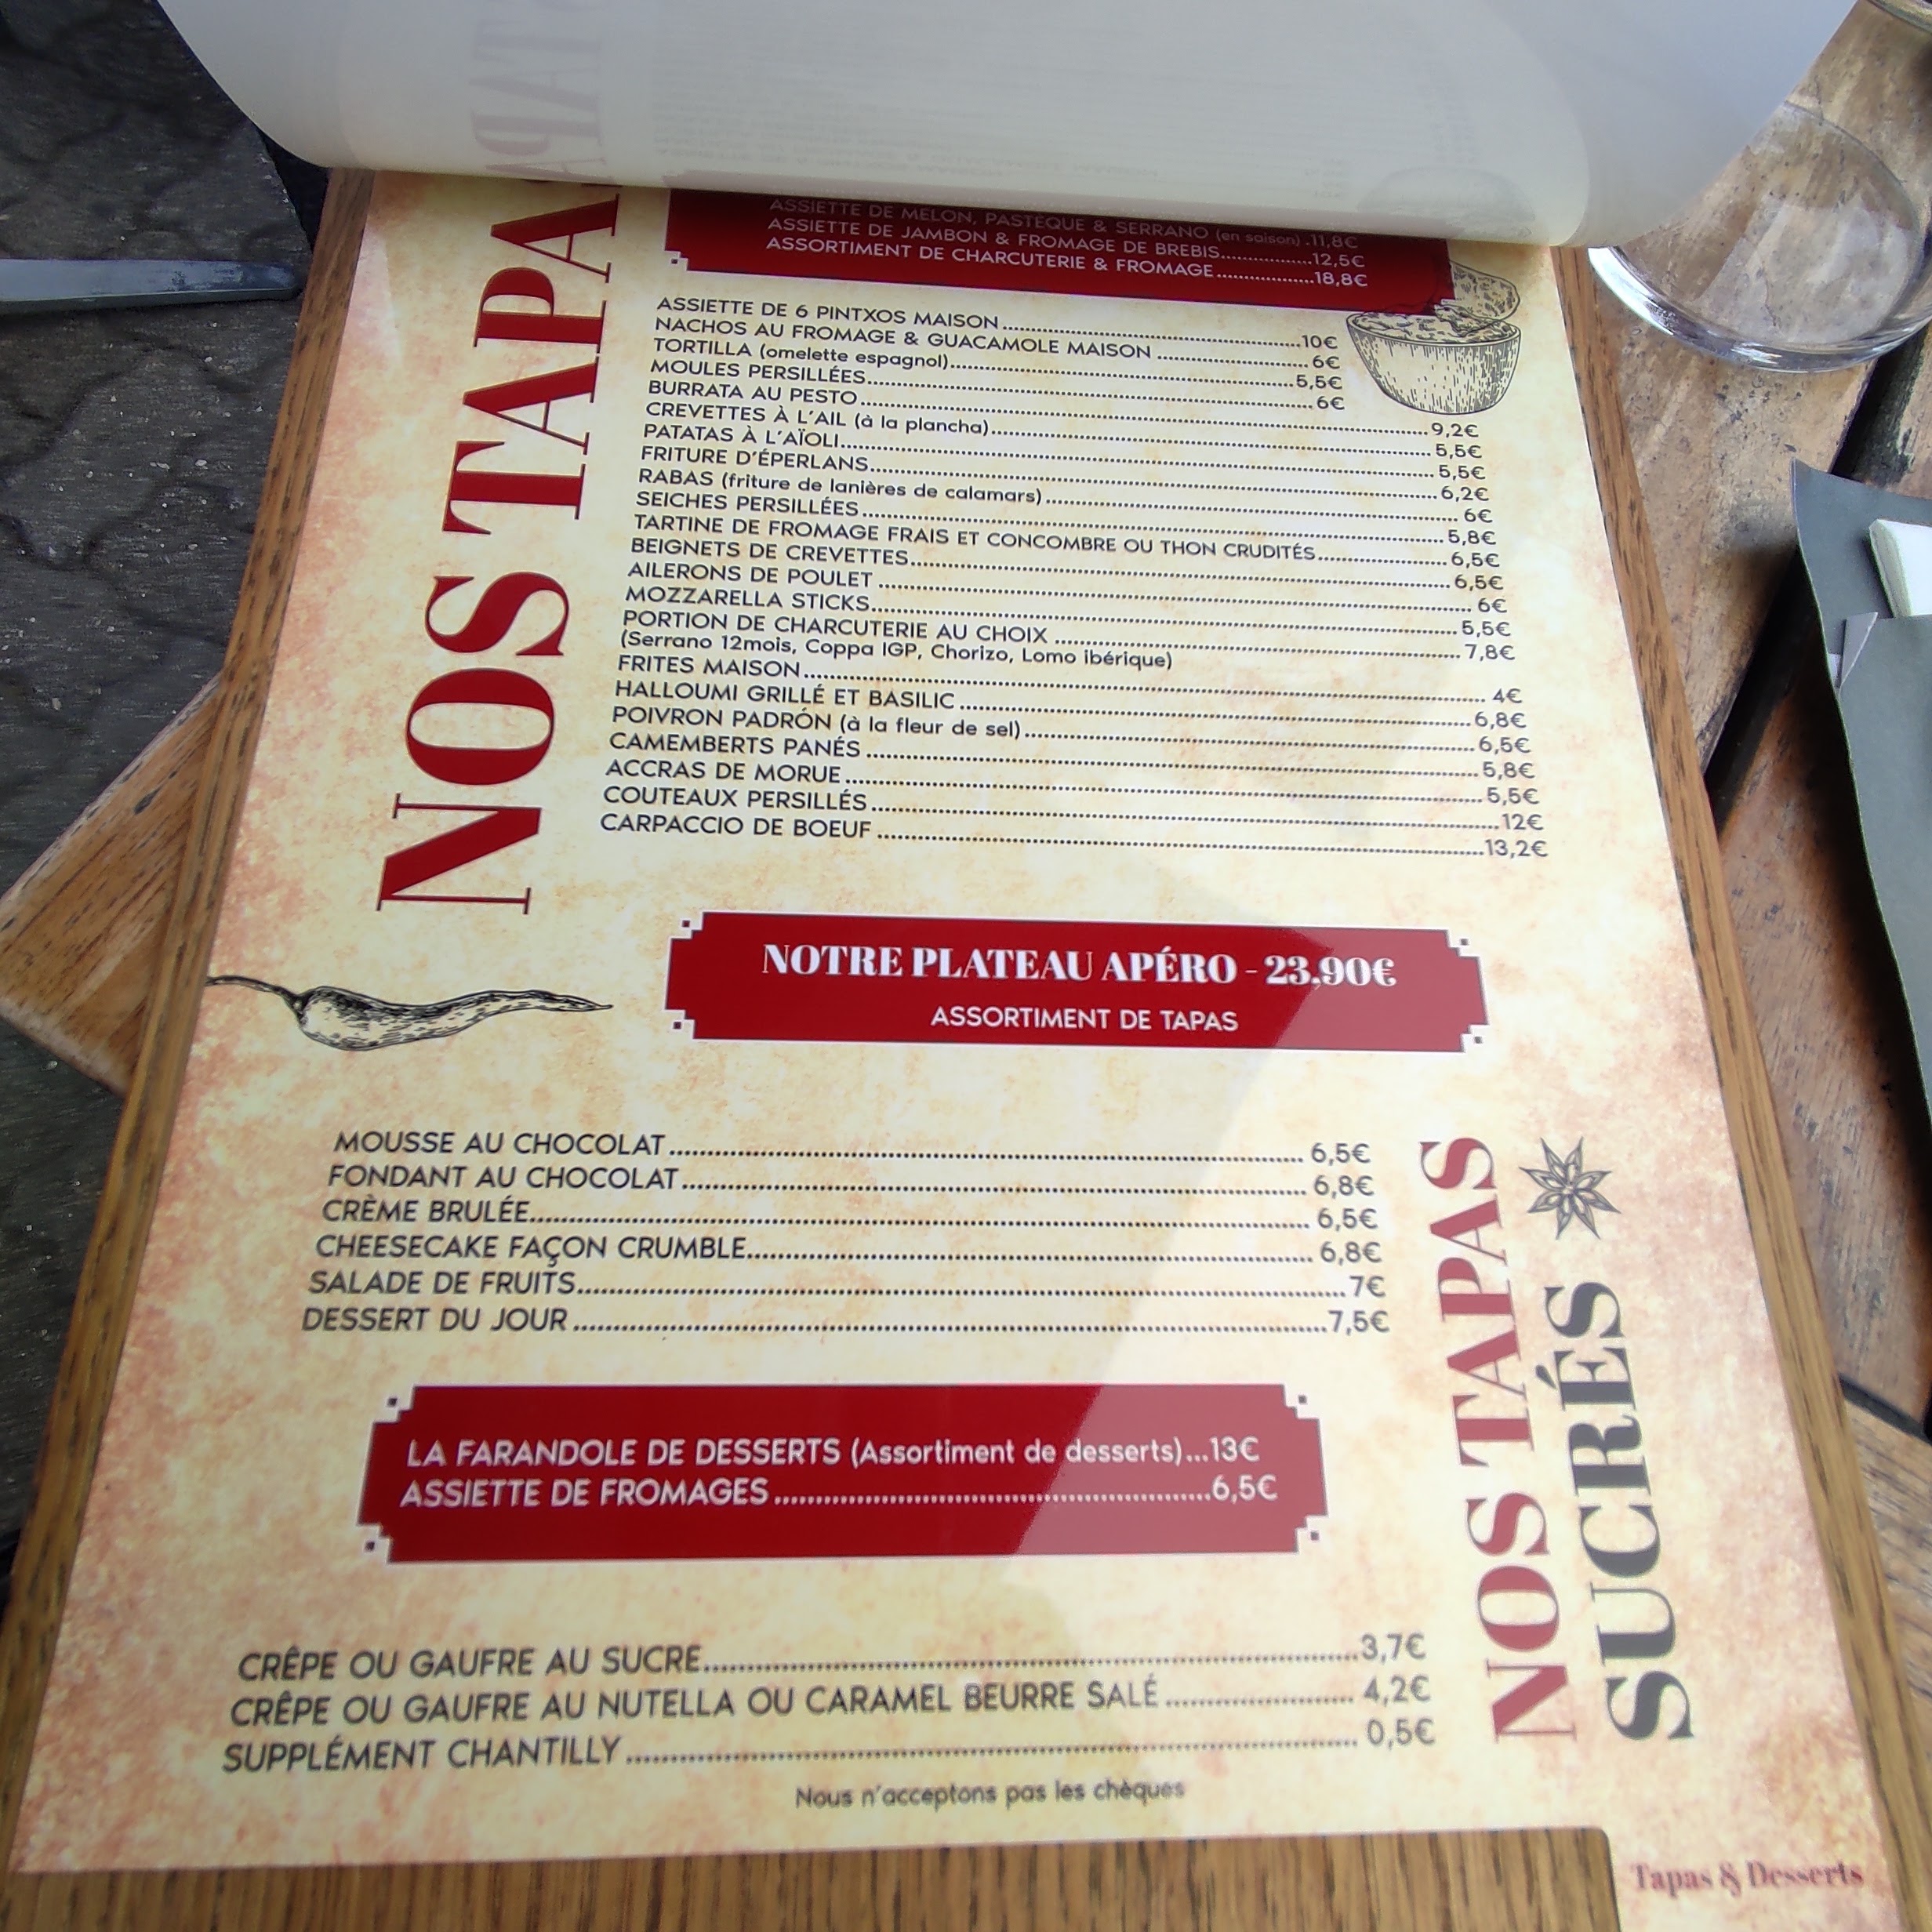 NOS TAPA
ASSIETTE DE MELON, PASTÈQUE & SERRANO (en saison) .11,8€
ASSIETTE DE JAMBON & FROMAGE DE BREBIS...............12,5€
ASSORTIMENT DE CHARCUTERIE & FROMAGE................18,8€
ASSIETTE DE 6 PINTXOS MAISON...............10€
NACHOS AU FROMAGE & GUACAMOLE MAISON...............6€
TORTILLA (omelette espagnol)...............5,5€
MOULES PERSILLÉES...............6€
BURRATA AU PESTO...............9,2€
CREVETTES À L'AIL (à la plancha)...............5,5€
PATATAS À L'AÏOLI...............5,5€
FRITURE D'ÉPERLANS...............6,2€
RABAS (friture de lanières de calamars)...............6€
SEICHES PERSILLÉES...............5,8€
TARTINE DE FROMAGE FRAIS ET CONCOMBRE OU THON CRUDITÉS...............6,5€
BEIGNETS DE CREVETTES...............6,5€
AILERONS DE POULET...............6€
MOZZARELLA STICKS...............5,5€
PORTION DE CHARCUTERIE AU CHOIX...............7,8€
(Serrano 12mois, Coppa IGP, Chorizo, Lomo ibérique)
FRITES MAISON...............4€
HALLOUMI GRILLÉ ET BASILIC...............6,8€
POIVRON PADRÓN (à la fleur de sel)...............6,5€
CAMEMBERTS PANÉS...............5,8€
ACCRAS DE MORUE...............5,5€
COUTEAUX PERSILLÉS...............12€
CARPACCIO DE BOEUF...............13,2€
NOTRE PLATEAU APÉRO - 23,90€
ASSORTIMENT DE TAPAS
NOS TAPAS
SUCRÉS
MOUSSE AU CHOCOLAT...............6,5€
FONDANT AU CHOCOLAT...............6,8€
CRÈME BRULÉE...............6,5€
CHEESECAKE FAÇON CRUMBLE...............6,8€
SALADE DE FRUITS...............7€
DESSERT DU JOUR...............7,5€
LA FARANDOLE DE DESSERTS (Assortiment de desserts)...13€
ASSIETTE DE FROMAGES...............6,5€
CRÊPE OU GAUFRE AU SUCRE...............3,7€
CRÊPE OU GAUFRE AU NUTELLA OU CARAMEL BEURRE SALÉ...............4,2€
SUPPLÉMENT CHANTILLY...............0,5€
Nous n'acceptons pas les chèques
Tapas & Desserts